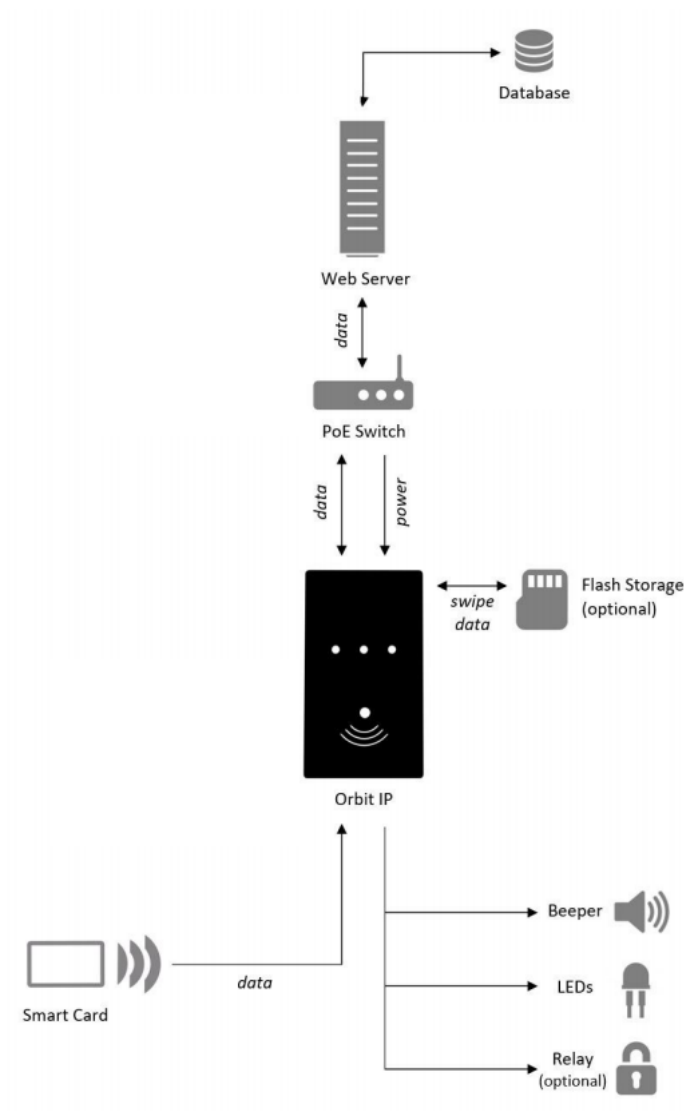 Database
Web Server
data
PoE Switch
data
power
Flash Storage
(optional)
swipe
data
Orbit IP
Beeper
data
Smart Card
LEDs
Relay
(optional)